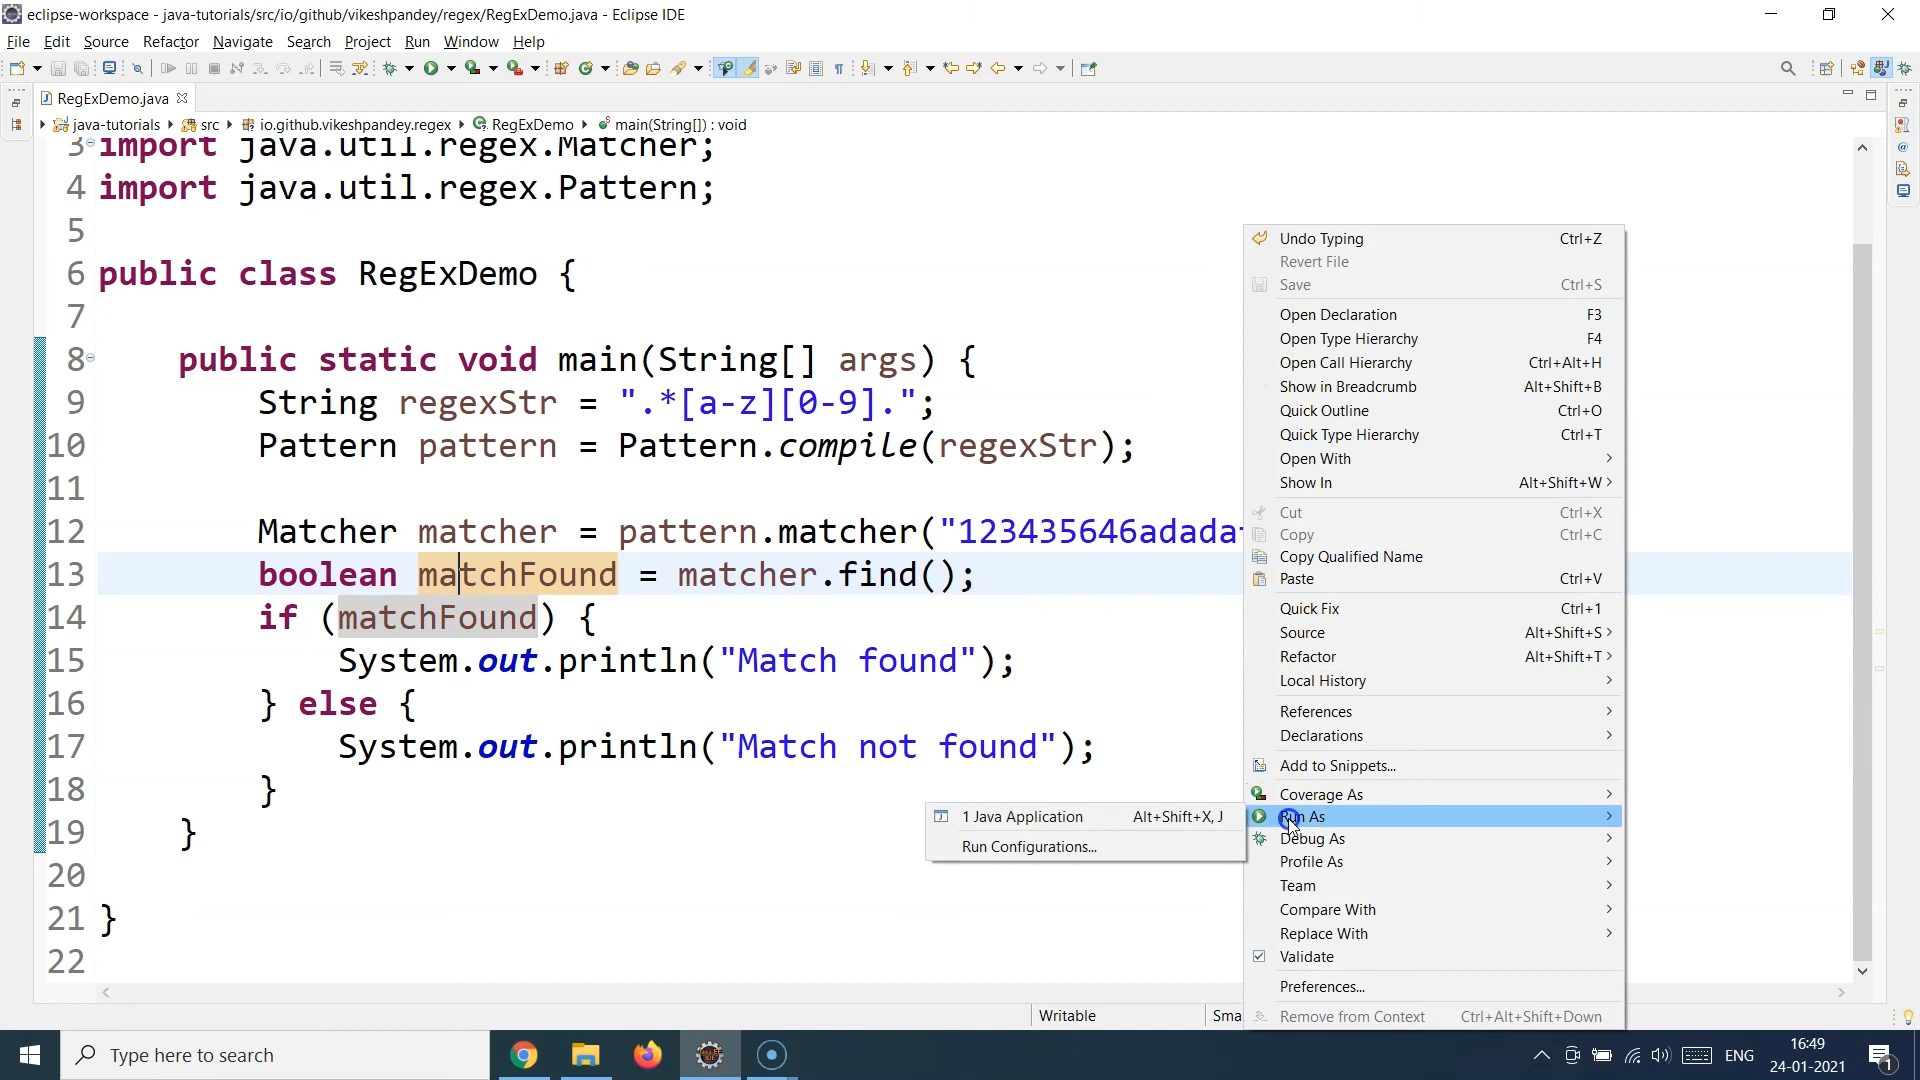 eclipse-workspace - java-tutorials/src/io/github/vikeshpandey/regex/RegExDemo.java - Eclipse IDE
File Edit Source Refactor Navigate Search Project Run Window Help
RegExDemo.java
java-tutorials src io.github.vikeshpandey.regex RegExDemo main(String[]) : void
3 import java.util.regex.Matcher;
4 import java.util.regex.Pattern;
5
6 public class RegExDemo {
7
8 public static void main(String[] args) {
9 String regexStr = ".*[a-z][0-9].";
10 Pattern pattern = Pattern.compile(regexStr);
11
12 Matcher matcher = pattern.matcher("123435646adada
13 boolean matchFound = matcher.find();
14 if (matchFound) {
15 System.out.println("Match found");
16 } else {
17 System.out.println("Match not found");
18 }
19 }
20
21 }
22
Undo Typing Ctrl+Z
Revert File
Save Ctrl+S
Open Declaration F3
Open Type Hierarchy F4
Open Call Hierarchy Ctrl+Alt+H
Show in Breadcrumb Alt+Shift+B
Quick Outline Ctrl+O
Quick Type Hierarchy Ctrl+T
Open With
Show In Alt+Shift+W
Cut Ctrl+X
Copy Ctrl+C
Copy Qualified Name
Paste Ctrl+V
Quick Fix Ctrl+1
Source Alt+Shift+S
Refactor Alt+Shift+T
Local History
References
Declarations
Add to Snippets...
Coverage As
Run As
Debug As
Profile As
Team
Compare With
Replace With
Validate
Preferences...
Remove from Context Ctrl+Alt+Shift+Down
1 Java Application Alt+Shift+X, J
Run Configurations...
Writable Sma
Type here to search
ENG 16:49
24-01-2021
1